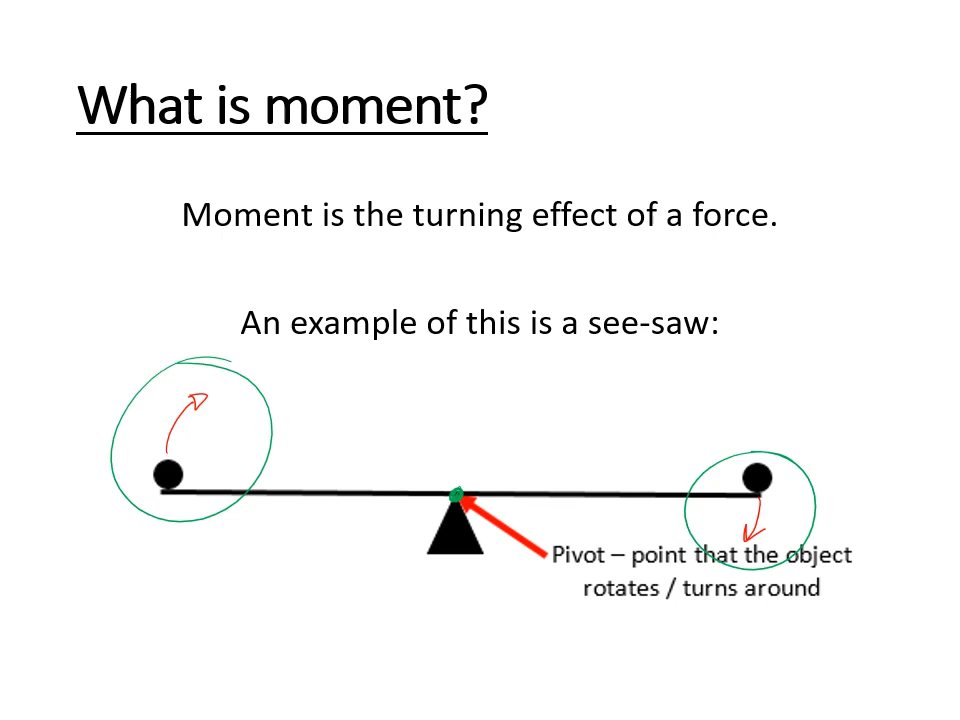 What is moment?
Moment is the turning effect of a force.
An example of this is a see-saw:
Pivot – point that the object
rotates / turns around